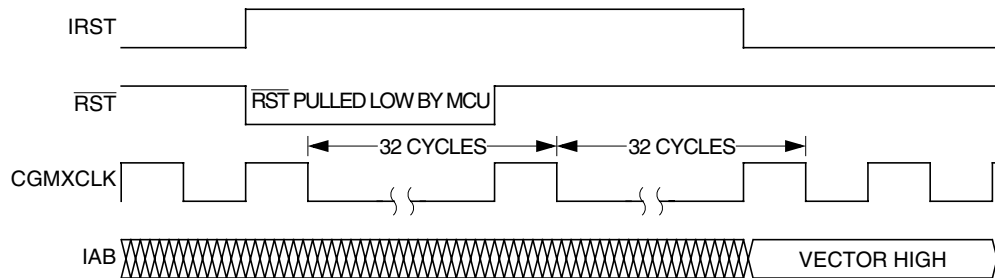 IRST
RST
RST PULLED LOW BY MCU
32 CYCLES
32 CYCLES
CGMXCLK
IAB
VECTOR HIGH